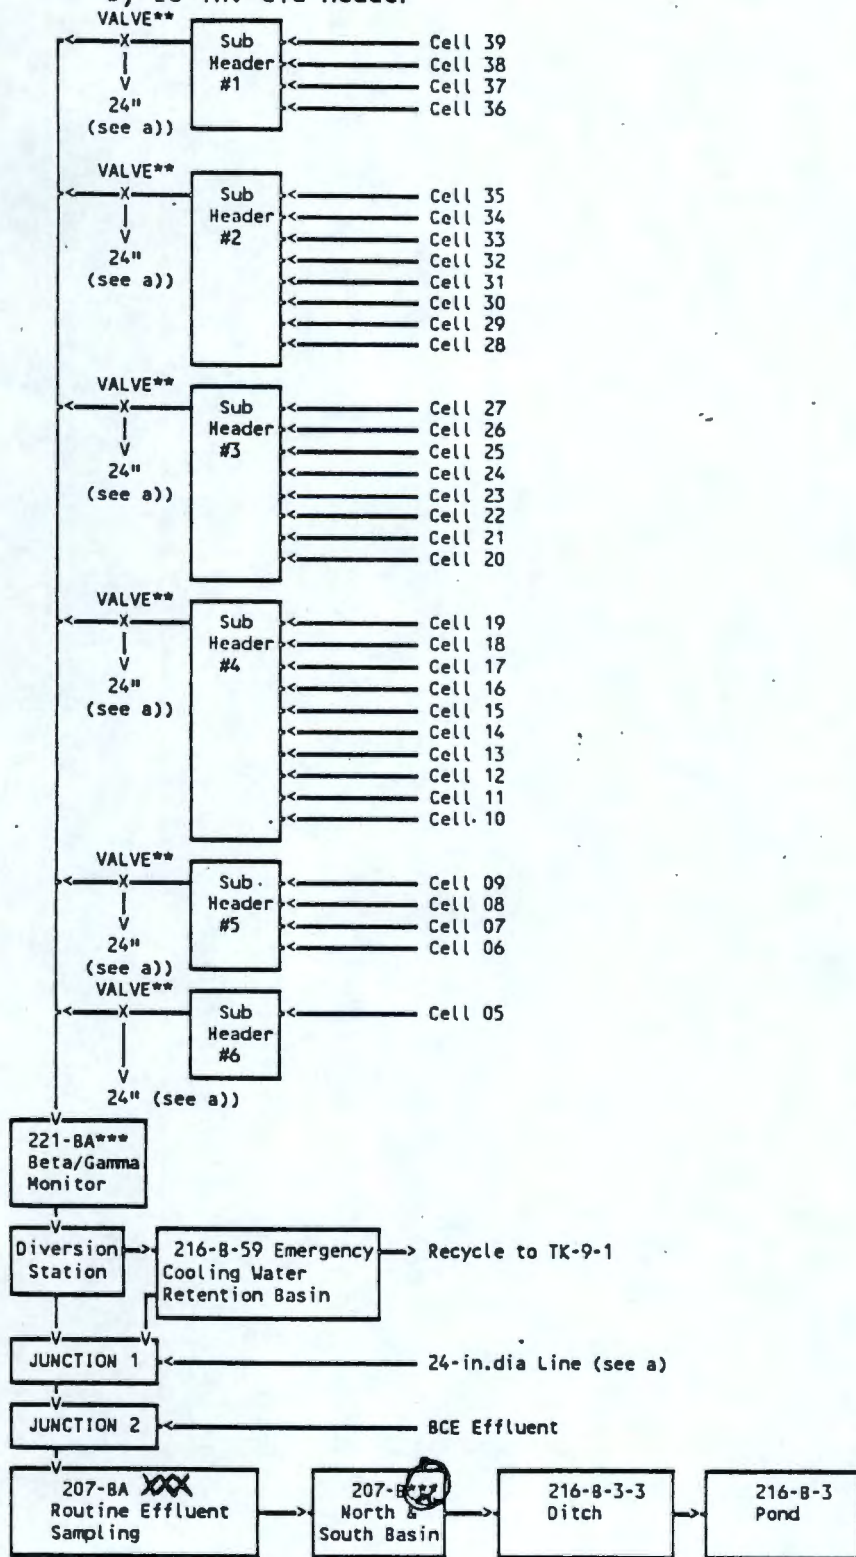 VALVE**
Sub
Header
#1
Cell 39
Cell 38
Cell 37
Cell 36
24"
(see a))
VALVE**
Sub
Header
#2
Cell 35
Cell 34
Cell 33
Cell 32
Cell 31
Cell 30
Cell 29
Cell 28
24"
(see a))
VALVE**
Sub
Header
#3
Cell 27
Cell 26
Cell 25
Cell 24
Cell 23
Cell 22
Cell 21
Cell 20
24"
(see a))
VALVE**
Sub
Header
#4
Cell 19
Cell 18
Cell 17
Cell 16
Cell 15
Cell 14
Cell 13
Cell 12
Cell 11
Cell 10
24"
(see a))
VALVE**
Sub
Header
#5
Cell 09
Cell 08
Cell 07
Cell 06
24"
(see a))
VALVE**
Sub
Header
#6
Cell 05
24" (see a))
221-BA***
Beta/Gamma
Monitor
Diversion
Station
216-B-59 Emergency
Cooling Water
Retention Basin
Recycle to TK-9-1
JUNCTION 1
24-in.dia Line (see a)
JUNCTION 2
BCE Effluent
207-BA
Routine Effluent
Sampling
207-B***
North &
South Basin
216-B-3-3
Ditch
216-B-3
Pond